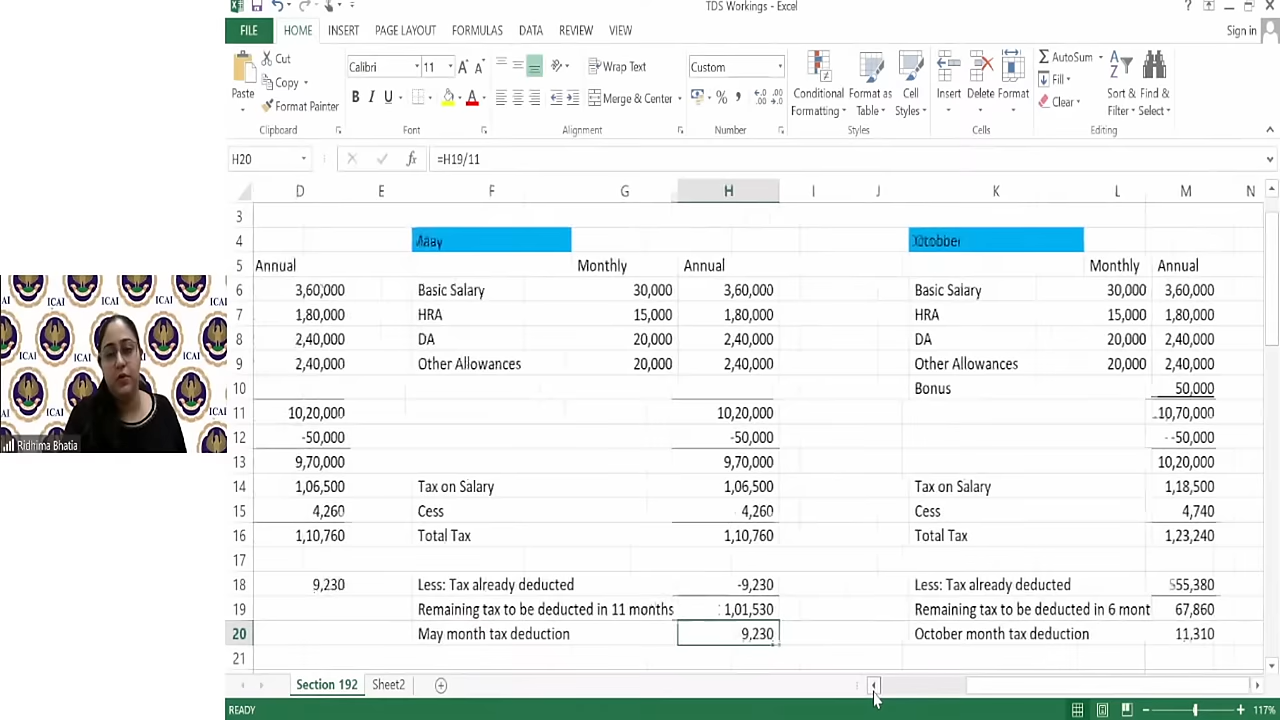 TDS Workings - Excel
FILE HOME INSERT PAGE LAYOUT FORMULAS DATA REVIEW VIEW Sign in
Cut
Copy
Format Painter
Paste
Clipboard
Calibri 11
Font
Wrap Text
Merge & Center
Alignment
Custom
Number
Conditional Formatting
Format as Table
Cell Styles
Styles
Insert Delete Format
Cells
AutoSum
Fill
Clear
Sort & Filter
Find & Select
Editing
H20 fx =H19/11
D E F G H I J K L M N
3
4
5 Annual Monthly Annual Monthly Annual
6 3,60,000 Basic Salary 30,000 3,60,000 Basic Salary 30,000 3,60,000
7 1,80,000 HRA 15,000 1,80,000 HRA 15,000 1,80,000
8 2,40,000 DA 20,000 2,40,000 DA 20,000 2,40,000
9 2,40,000 Other Allowances 20,000 2,40,000 Other Allowances 20,000 2,40,000
10 Bonus 50,000
11 10,20,000 10,20,000 10,70,000
12 -50,000 -50,000 -50,000
13 9,70,000 9,70,000 10,20,000
14 1,06,500 Tax on Salary 1,06,500 Tax on Salary 1,18,500
15 4,260 Cess 4,260 Cess 4,740
16 1,10,760 Total Tax 1,10,760 Total Tax 1,23,240
17
18 9,230 Less: Tax already deducted -9,230 Less: Tax already deducted
19 Remaining tax to be deducted in 11 months 1,01,530 Remaining tax to be deducted in 6 mont 67,860
20 May month tax deduction 9,230 October month tax deduction 11,310
21
Section 192 Sheet2
READY 117%
ICAI
ICAI
ICAI
ICAI
Ridhima Bhatia